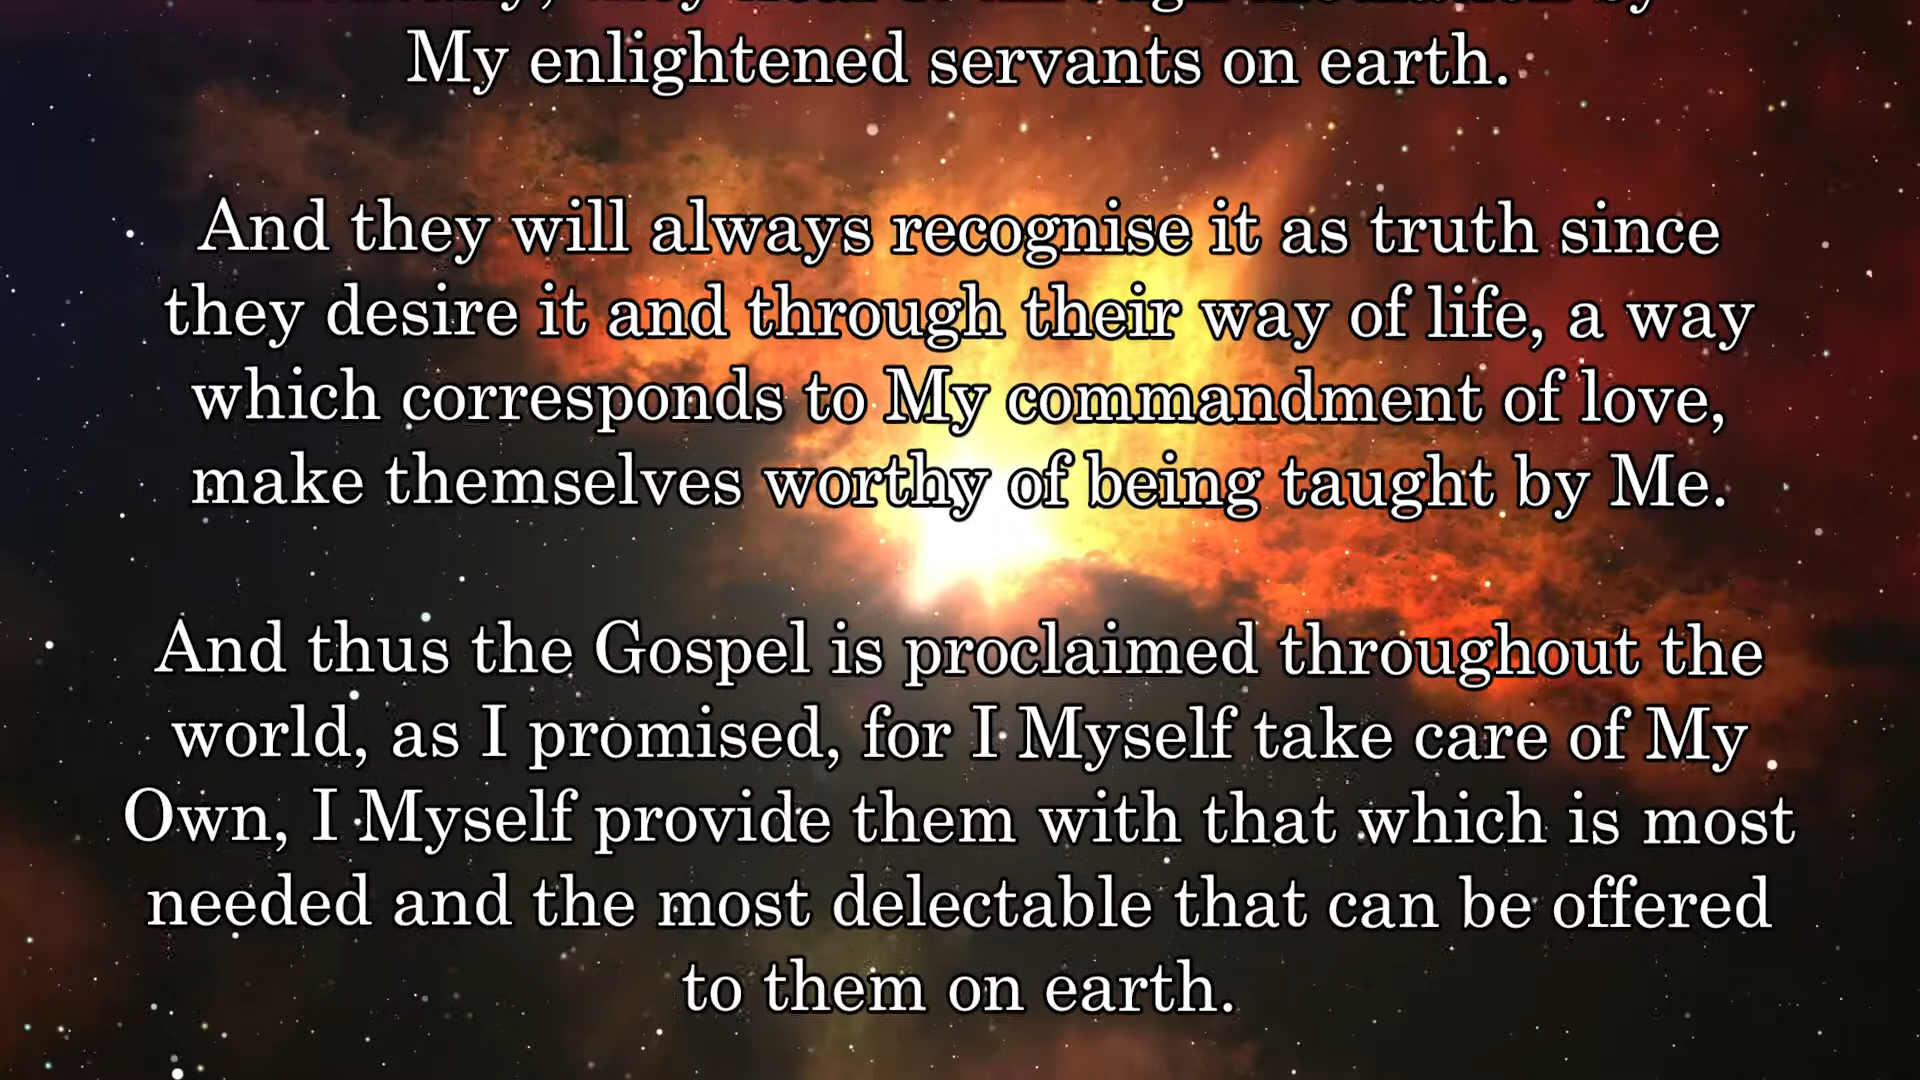 My enlightened servants on earth.
And they will always recognise it as truth since
they desire it and through their way of life, a way
which corresponds to My commandment of love,
make themselves worthy of being taught by Me.
And thus the Gospel is proclaimed throughout the
world, as I promised, for I Myself take care of My
Own, I Myself provide them with that which is most
needed and the most delectable that can be offered
to them on earth.